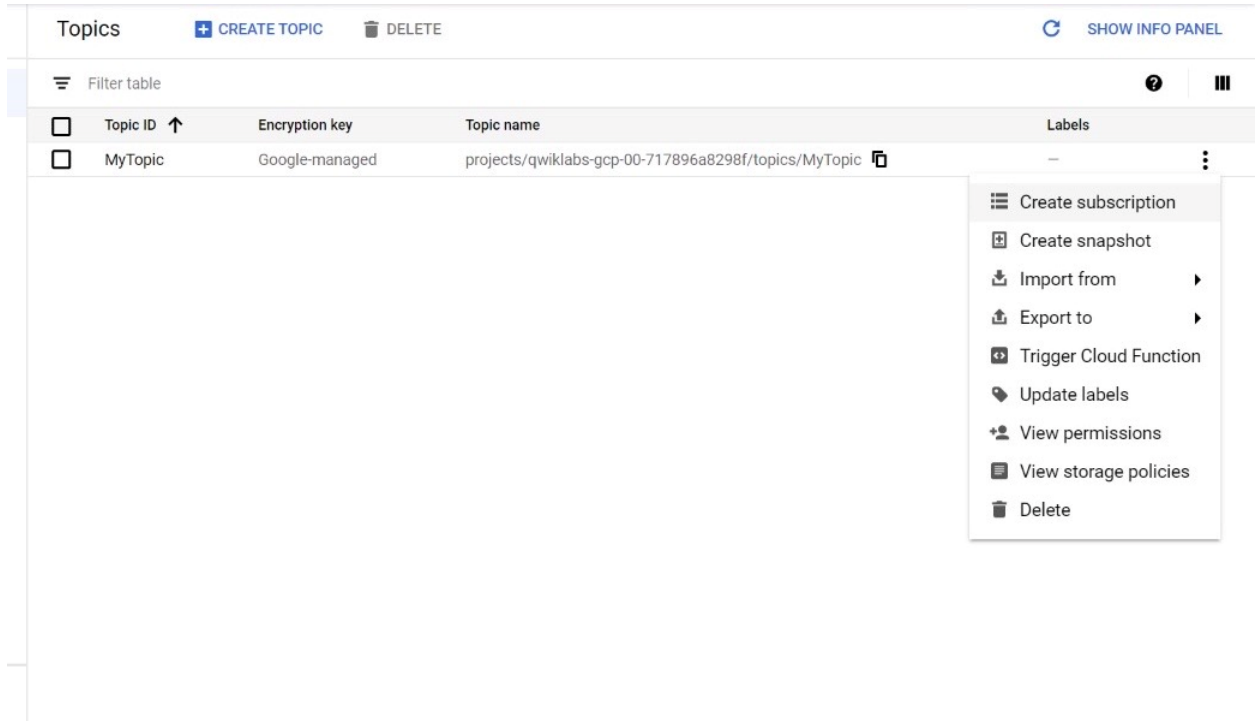 Topics CREATE TOPIC DELETE SHOW INFO PANEL
Filter table
Topic ID Encryption key Topic name Labels
MyTopic Google-managed projects/qwiklabs-gcp-00-717896a8298f/topics/MyTopic –
Create subscription
Create snapshot
Import from
Export to
Trigger Cloud Function
Update labels
View permissions
View storage policies
Delete